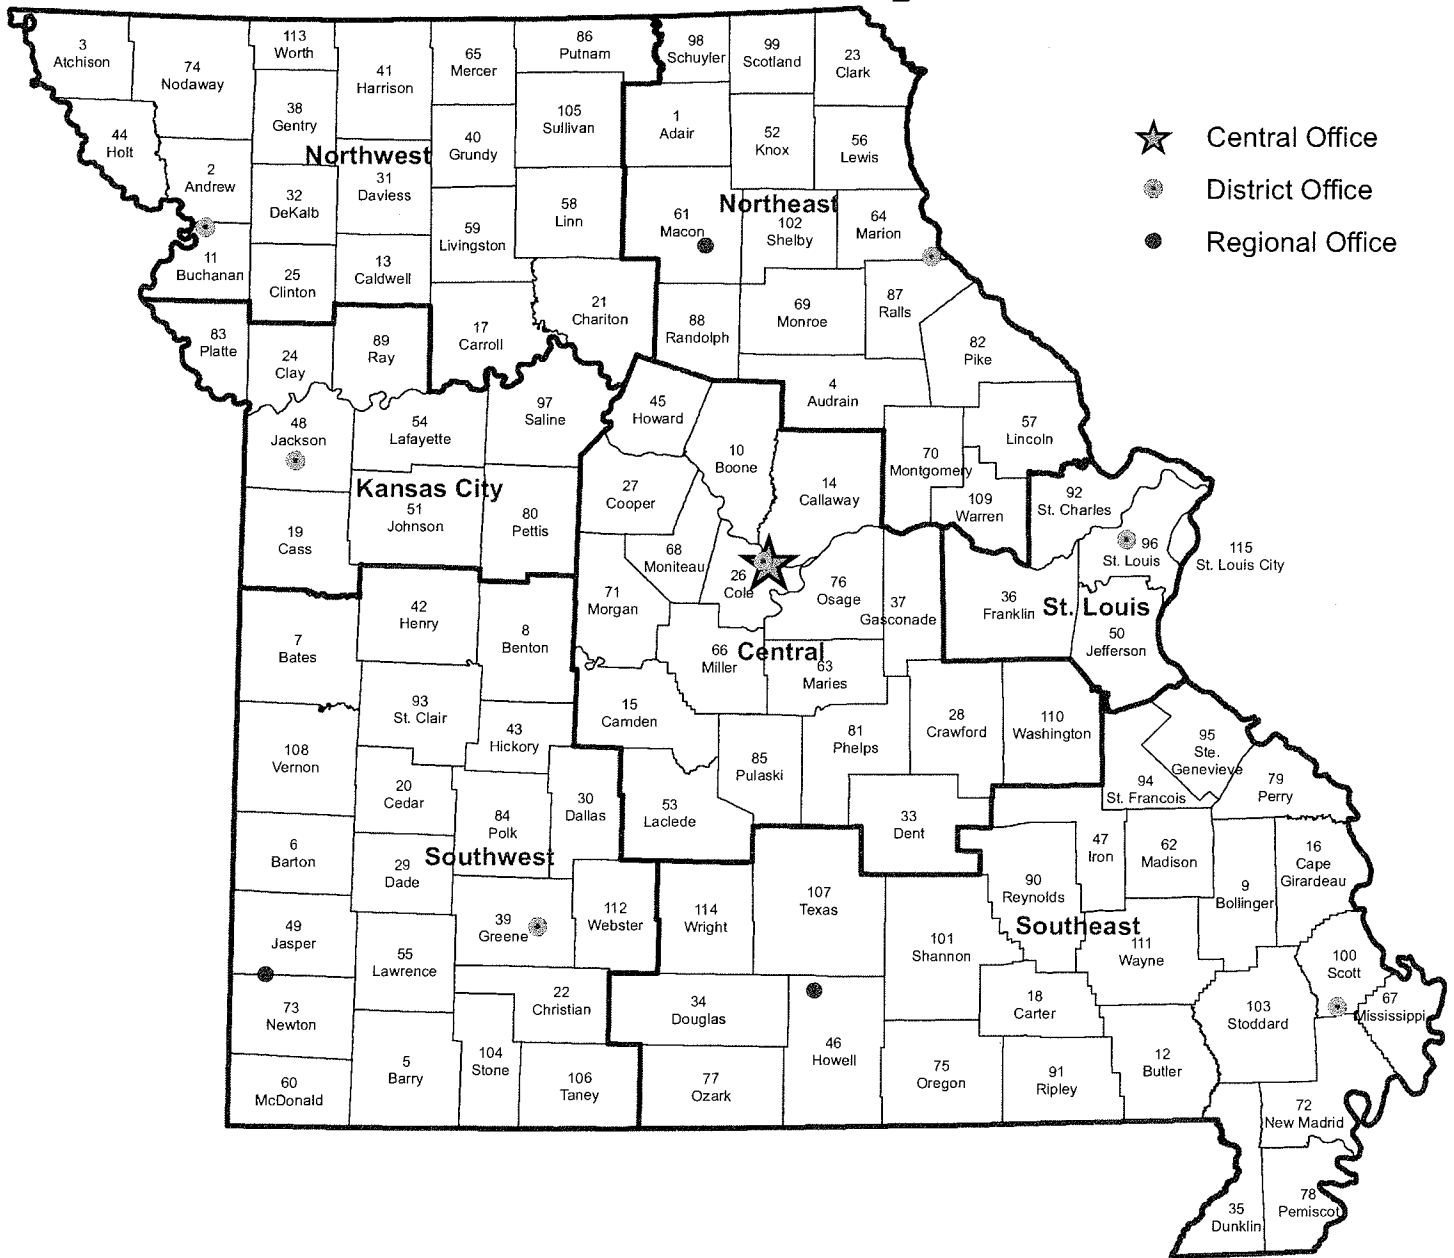 3
Atchison
74
Nodaway
113
Worth
41
Harrison
65
Mercer
86
Putnam
98
Schuyler
99
Scotland
23
Clark
44
Holt
38
Gentry
105
Sullivan
1
Adair
52
Knox
56
Lewis
40
Grundy
Northwest
2
Andrew
32
DeKalb
31
Daviess
58
Linn
59
Livingston
61
Macon
Northeast
102
Shelby
64
Marion
11
Buchanan
25
Clinton
13
Caldwell
21
Chariton
88
Randolph
69
Monroe
87
Ralls
83
Platte
24
Clay
89
Ray
17
Carroll
82
Pike
4
Audrain
48
Jackson
54
Lafayette
97
Saline
45
Howard
10
Boone
57
Lincoln
70
Montgomery
Kansas City
51
Johnson
80
Pettis
27
Cooper
14
Callaway
109
Warren
92
St. Charles
19
Cass
68
Moniteau
26
Cole
96
St. Louis
115
St. Louis City
42
Henry
8
Benton
71
Morgan
76
Osage
37
Gasconade
36
Franklin
St. Louis
50
Jefferson
7
Bates
66
Miller
Central
63
Maries
93
St. Clair
43
Hickory
15
Camden
85
Pulaski
81
Phelps
28
Crawford
110
Washington
95
Ste.
Genevieve
108
Vernon
20
Cedar
84
Polk
30
Dallas
53
Laclede
33
Dent
94
St. Francois
79
Perry
6
Barton
29
Dade
Southwest
47
Iron
62
Madison
16
Cape
Girardeau
90
Reynolds
9
Bollinger
49
Jasper
55
Lawrence
39
Greene
112
Webster
114
Wright
107
Texas
101
Shannon
Southeast
111
Wayne
100
Scott
73
Newton
22
Christian
34
Douglas
18
Carter
103
Stoddard
67
Mississippi
60
McDonald
5
Barry
104
Stone
106
Taney
77
Ozark
46
Howell
75
Oregon
91
Ripley
12
Butler
72
New Madrid
35
Dunklin
78
Pemiscot
Central Office
District Office
Regional Office